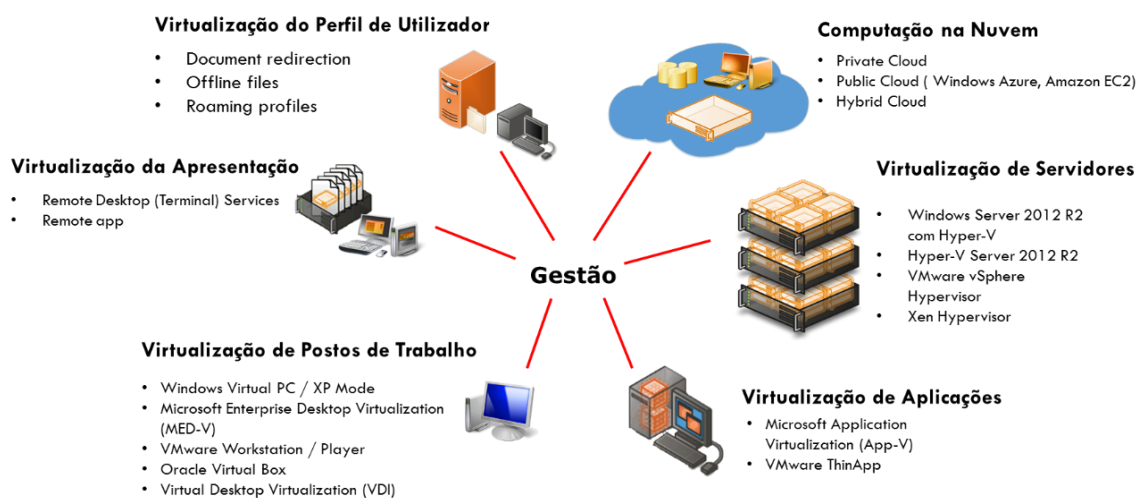 Virtualização do Perfil de Utilizador
• Document redirection
• Offline files
• Roaming profiles
Computação na Nuvem
• Private Cloud
• Public Cloud ( Windows Azure, Amazon EC2)
• Hybrid Cloud
Virtualização da Apresentação
• Remote Desktop (Terminal) Services
• Remote app
Virtualização de Servidores
• Windows Server 2012 R2
com Hyper-V
• Hyper-V Server 2012 R2
• VMware vSphere
Hypervisor
• Xen Hypervisor
Gestão
Virtualização de Postos de Trabalho
• Windows Virtual PC / XP Mode
• Microsoft Enterprise Desktop Virtualization
(MED-V)
• VMware Workstation / Player
• Oracle Virtual Box
• Virtual Desktop Virtualization (VDI)
Virtualização de Aplicações
• Microsoft Application
Virtualization (App-V)
• VMware ThinApp